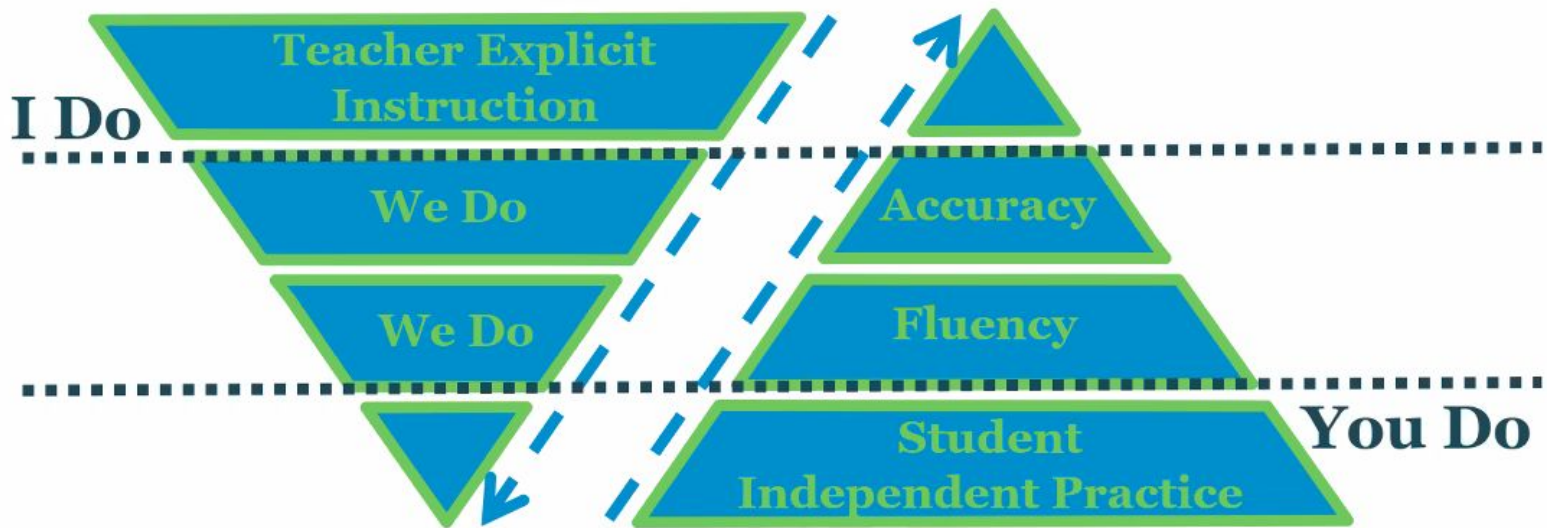 Teacher Explicit
Instruction
I Do
We Do
Accuracy
We Do
Fluency
You Do
Student
Independent Practice